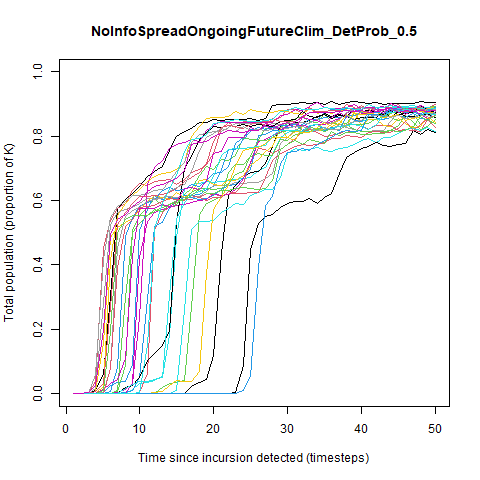 NoInfoSpreadOngoingFutureClim_DetProb_0.5
Total population (proportion of K)
1.0
0.8
0.6
0.4
0.2
0.0
0 10 20 30 40 50
Time since incursion detected (timesteps)